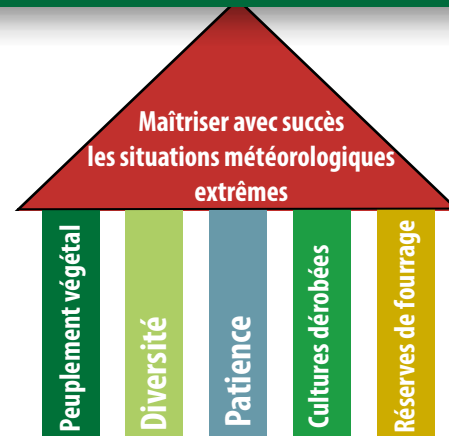 Maîtriser avec succès
les situations météorologiques
extrêmes
Peuplement végétal
Diversité
Patience
Cultures dérobées
Réserves de fourrage